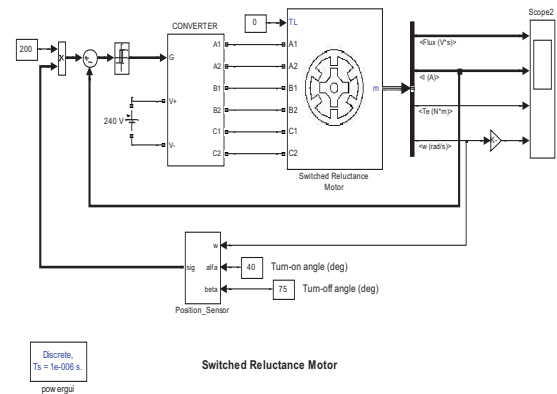 Scope2
CONVERTER
0
TL
<Flux (V*s)>
200
x
G
A1
A1
A2
A2
<I (A)>
B1
B1
m
V+
B2
B2
<Te (N*m)>
240 V
C1
C1
V-
C2
C2
<w (rad/s)>
K-
Switched Reluctance
Motor
w
sig
alfa
40
Turn-on angle (deg)
beta
75
Turn-off angle (deg)
Position_Sensor
Discrete,
Ts = 1e-006 s.
powergui
Switched Reluctance Motor